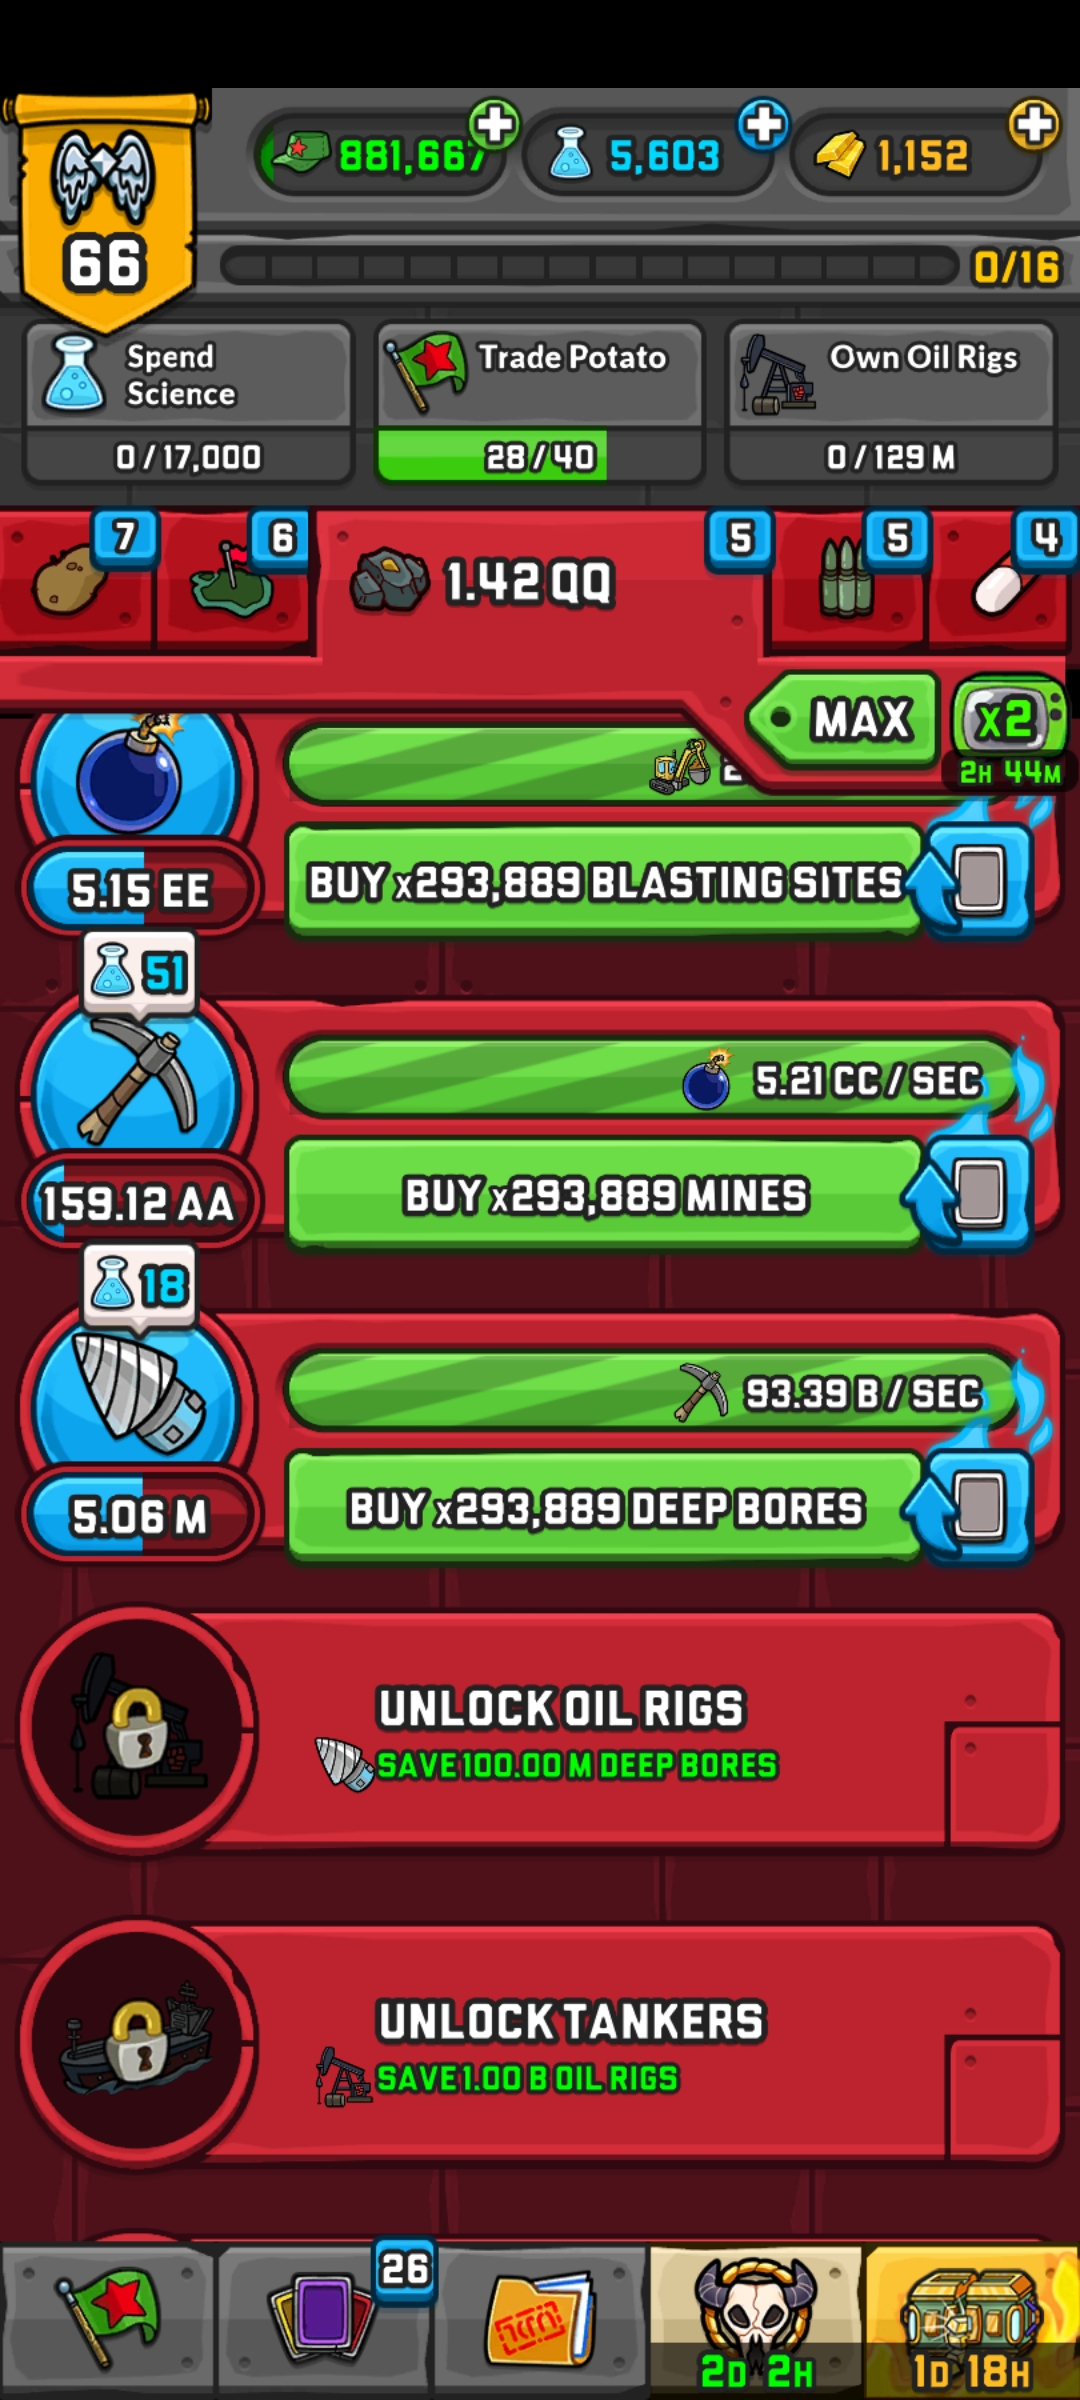 881,667
5,603
1,152
66
0/16
Spend
Science
0 / 17,000
Trade Potato
28 / 40
Own Oil Rigs
0 / 129 M
7
6
1.42 QQ
5
5
4
MAX
x2
2H 44M
5.15 EE
BUY x293,889 BLASTING SITES
51
5.21 CC / SEC
159.12 AA
BUY x293,889 MINES
18
93.39 B / SEC
5.06 M
BUY x293,889 DEEP BORES
UNLOCK OIL RIGS
SAVE 100.00 M DEEP BORES
UNLOCK TANKERS
SAVE 1.00 B OIL RIGS
26
2D 2H
1D 18H